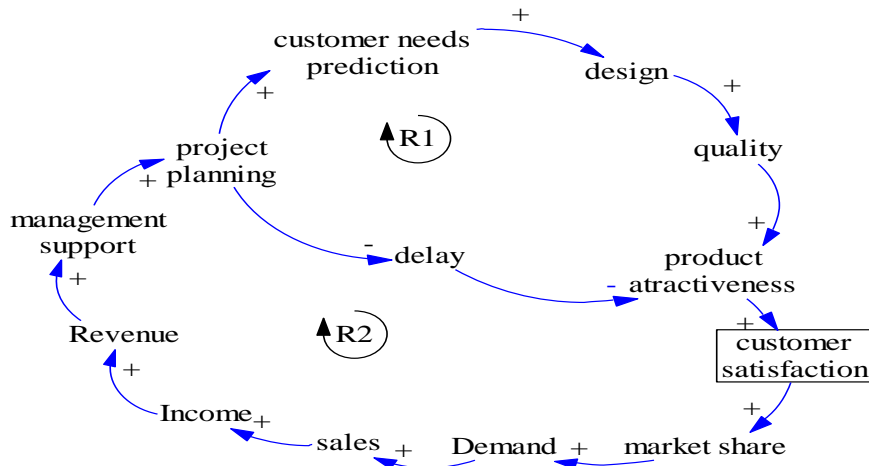 +
customer needs
prediction
+
design
+
R1
quality
project
planning
+
+
management
support
-
delay
product
atractiveness
-
+
+
R2
Revenue
customer
satisfaction
+
+
Income
+
sales
+
Demand
+
market share